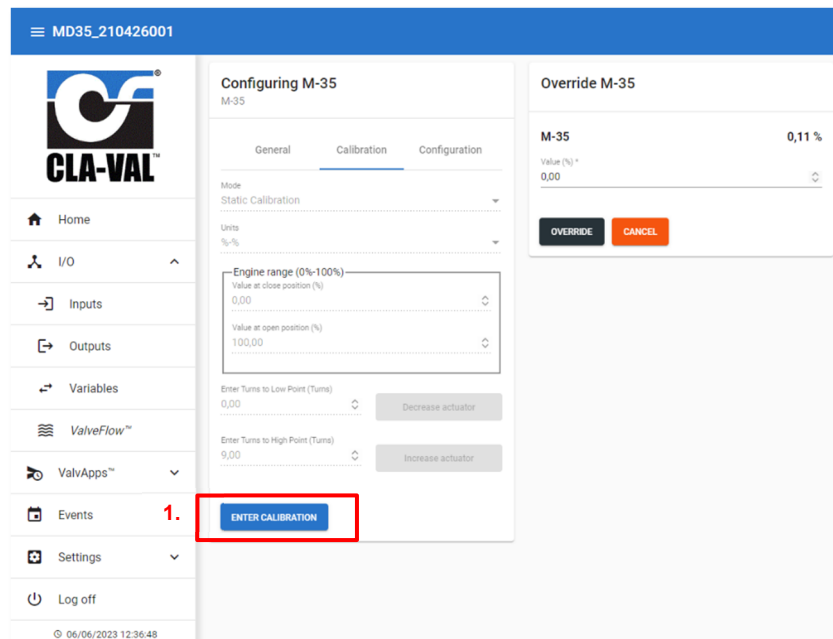 MD35_210426001
CLA-VAL™
®
Home
I/O
Inputs
Outputs
Variables
ValveFlow™
ValvApps™
Events
Settings
Log off
06/06/2023 12:36:48
Configuring M-35
M-35
General Calibration Configuration
Mode
Static Calibration
Units
%-%
Engine range (0%-100%)
Value at close position (%)
0,00
Value at open position (%)
100,00
Enter Turns to Low Point (Turns)
0,00 Decrease actuator
Enter Turns to High Point (Turns)
9,00 Increase actuator
1. ENTER CALIBRATION
Override M-35
M-35 0,11 %
Value (%) *
0,00
OVERRIDE CANCEL